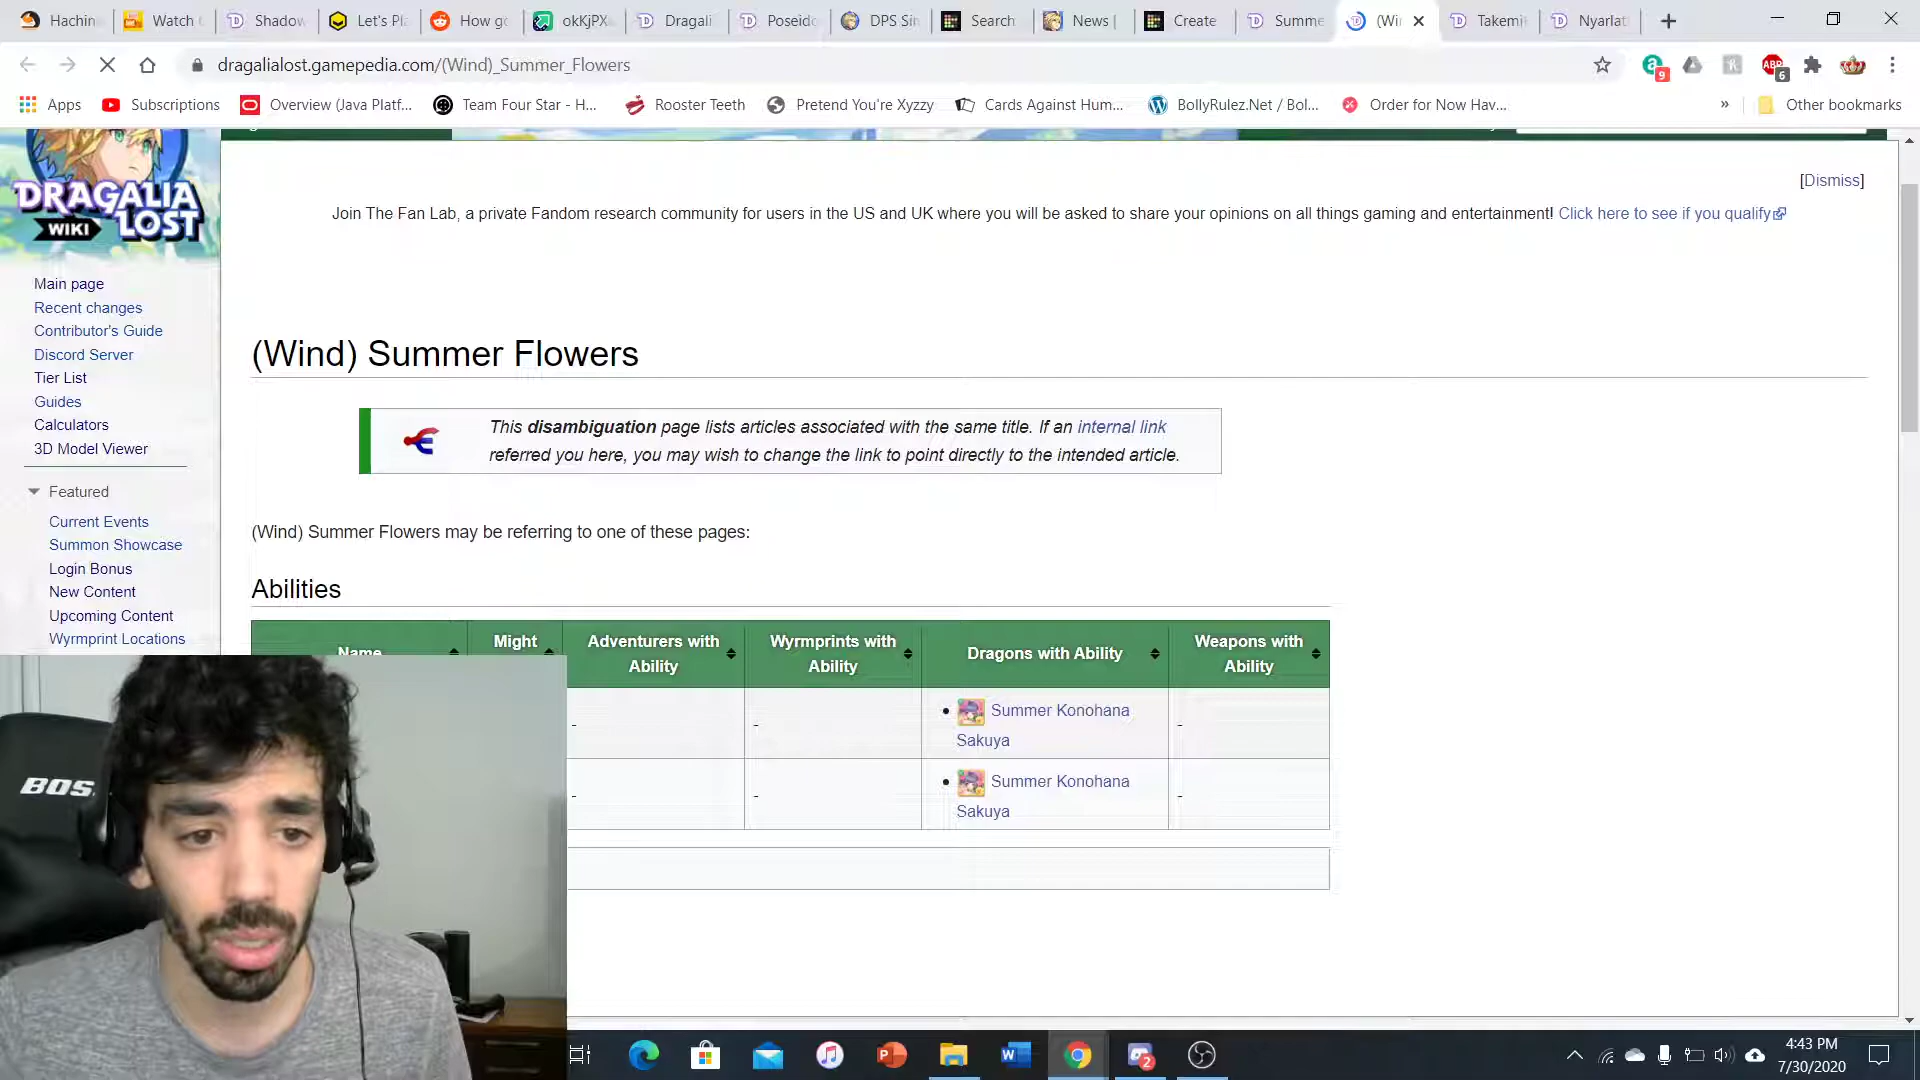 Hachin
Watch
Shadow
Let's Pl
How g
okKjPX
Dragali
Poseid
DPS Sin
Search
News |
Create
Summe
(Wi
Takemi
Nyarlat
dragalialost.gamepedia.com/(Wind)_Summer_Flowers
9
ABP
6
Apps
Subscriptions
Overview (Java Platf...
Team Four Star - H...
Rooster Teeth
Pretend You're Xyzzy
Cards Against Hum...
BollyRulez.Net / Bol...
Order for Now Hav...
»
Other bookmarks
DRAGALIA
LOST
WIKI
[Dismiss]
Join The Fan Lab, a private Fandom research community for users in the US and UK where you will be asked to share your opinions on all things gaming and entertainment! Click here to see if you qualify
Main page
Recent changes
Contributor's Guide
Discord Server
Tier List
Guides
Calculators
3D Model Viewer
Featured
Current Events
Summon Showcase
Login Bonus
New Content
Upcoming Content
Wyrmprint Locations
(Wind) Summer Flowers
This disambiguation page lists articles associated with the same title. If an internal link
referred you here, you may wish to change the link to point directly to the intended article.
(Wind) Summer Flowers may be referring to one of these pages:
Abilities
Name
Might
Adventurers with
Ability
Wyrmprints with
Ability
Dragons with Ability
Weapons with
Ability
-
-
Summer Konohana
Sakuya
-
-
-
Summer Konohana
Sakuya
-
BOS
2
4:43 PM
7/30/2020